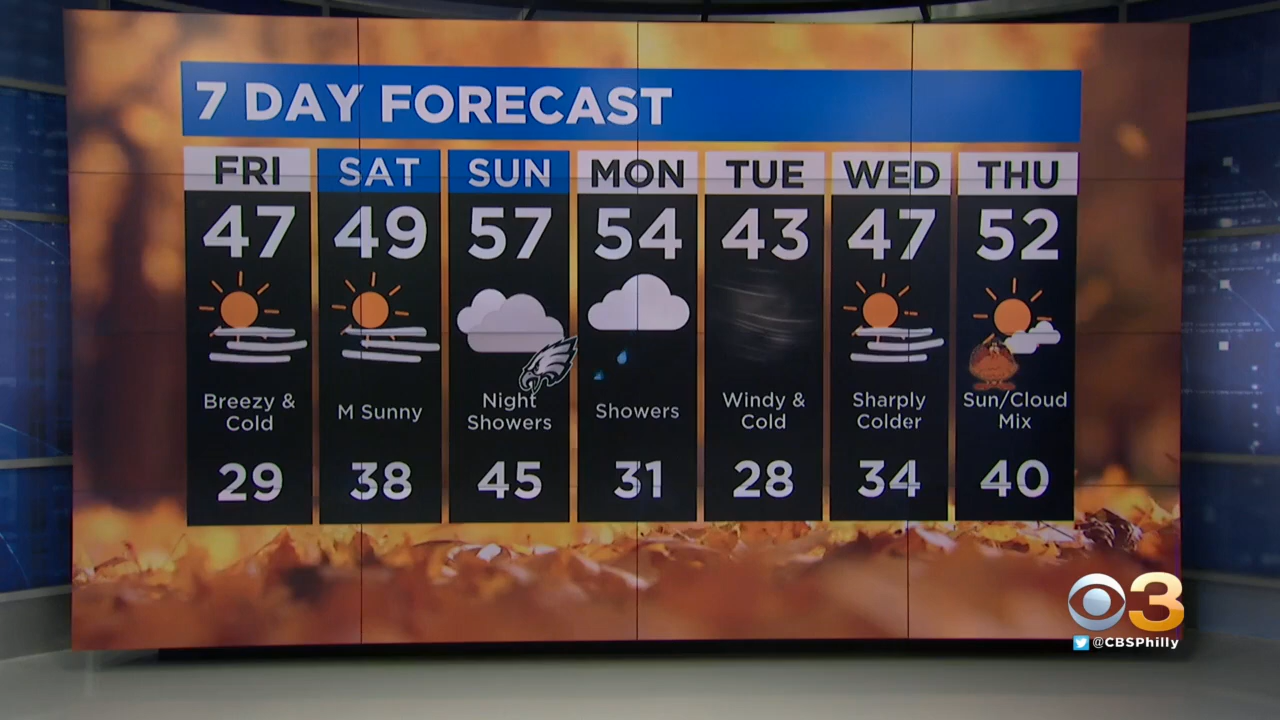 7 DAY FORECAST
FRI SAT SUN MON TUE WED THU
47 49 57 54 43 47 52
Breezy &
Cold
M Sunny
Night
Showers
Showers
Windy &
Cold
Sharply
Colder
Sun/Cloud
Mix
29 38 45 31 28 34 40
3
@CBSPhilly